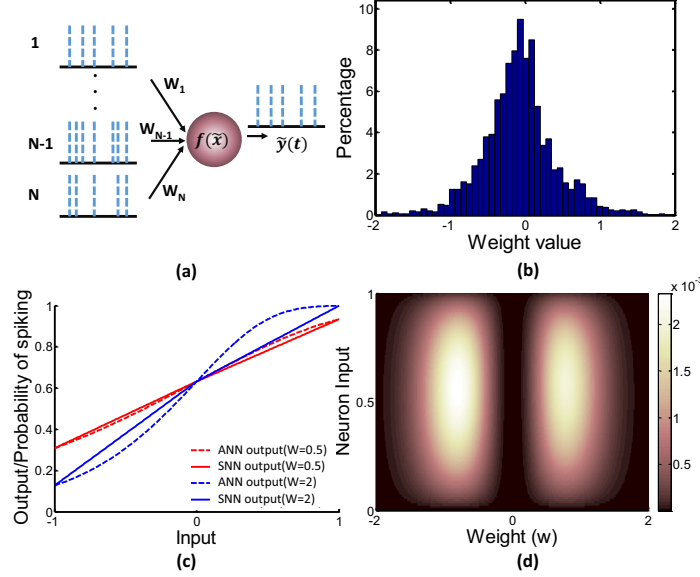 1
W₁
N-1
W_{N-1}
f(x̃)
ỹ(t)
N
W_N
(a)
10
8
6
4
2
0
Percentage
-2
-1
0
1
2
Weight value
(b)
1
0.8
0.6
0.4
0.2
0
Output/Probability of spiking
ANN output(W=0.5)
SNN output(W=0.5)
ANN output(W=2)
SNN output(W=2)
-1
0
1
Input
(c)
1
0.5
0
Neuron Input
-2
0
2
Weight (w)
2
1.5
1
0.5
(d)